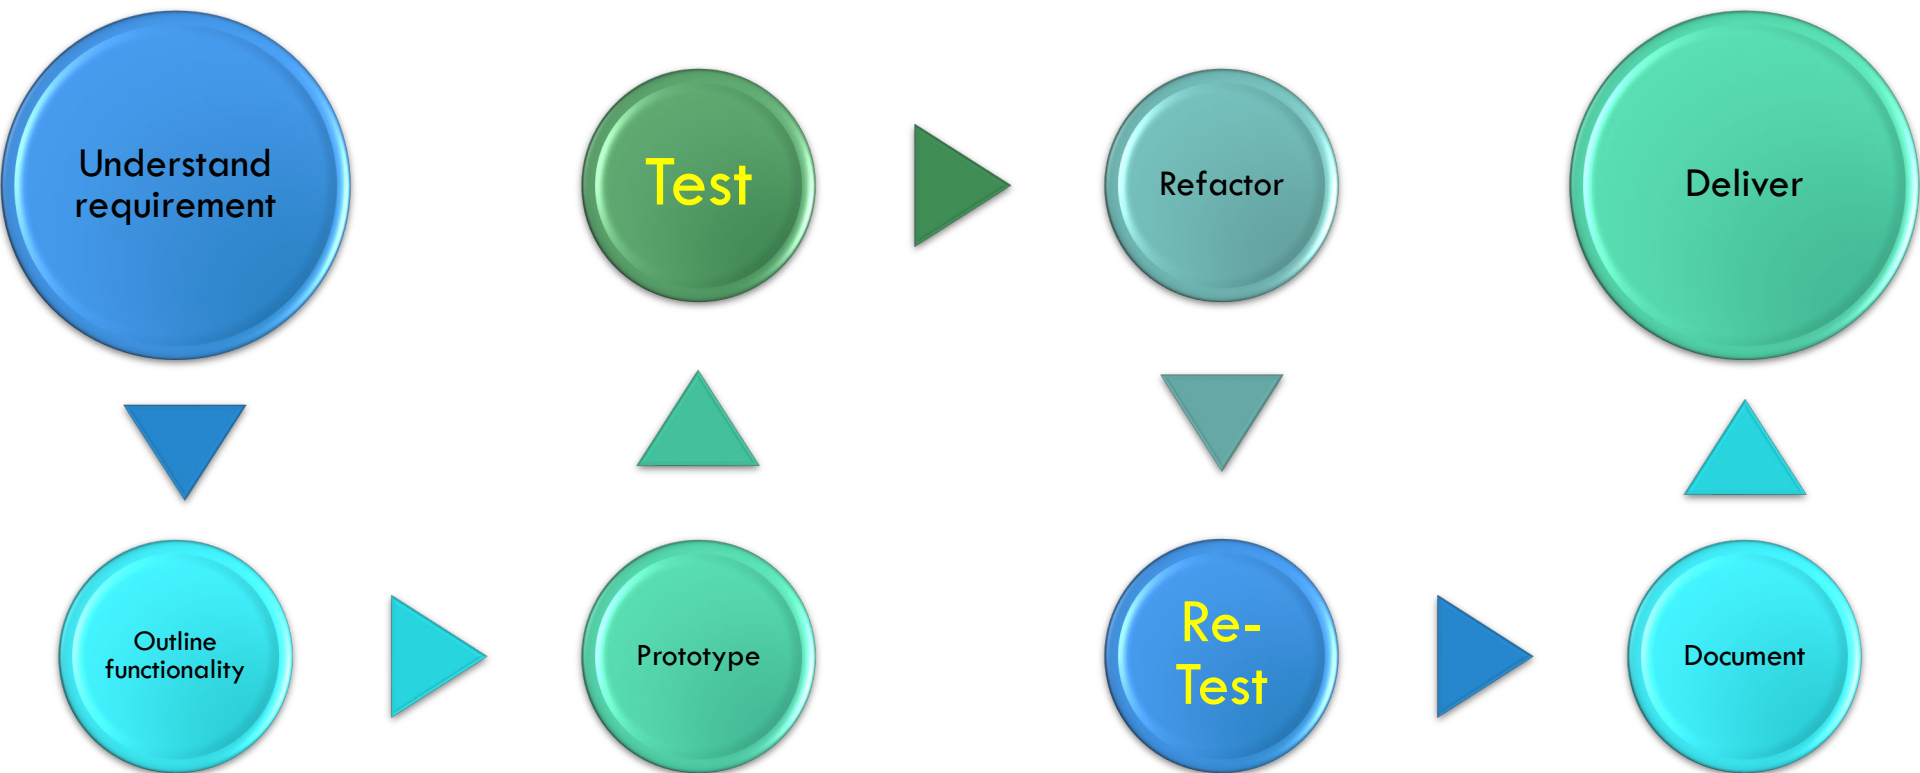 Understand
requirement
Outline
functionality
Prototype
Test
Refactor
Re-
Test
Document
Deliver